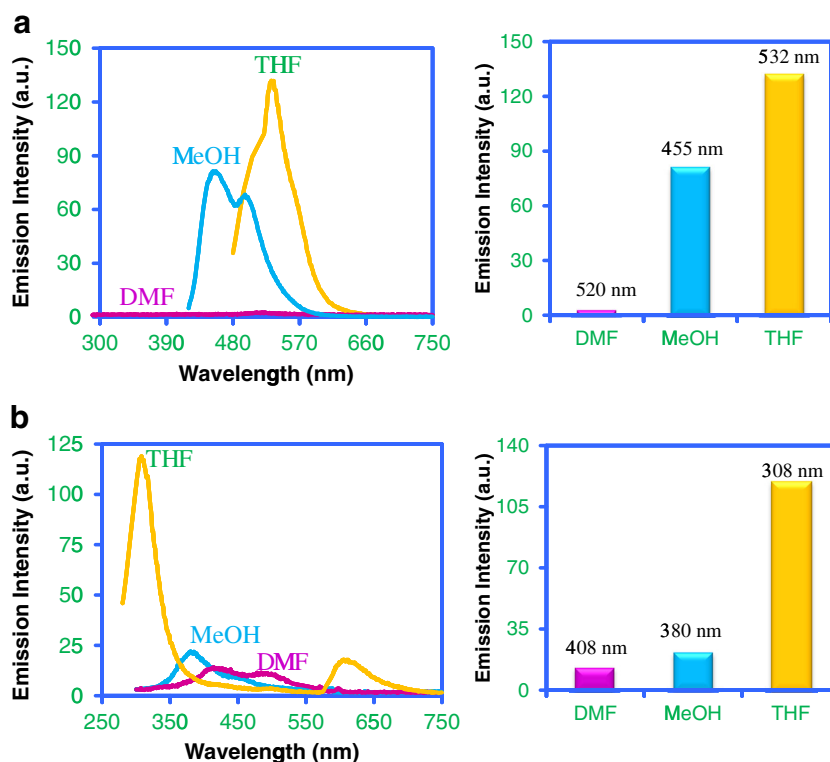 a
Emission Intensity (a.u.)
150
120
90
60
30
0
THF
MeOH
DMF
300 390 480 570 660 750
Wavelength (nm)
Emission Intensity (a.u.)
150
120
90
60
30
0
520 nm
455 nm
532 nm
DMF MeOH THF
b
Emission Intensity (a.u.)
125
100
75
50
25
0
THF
MeOH
DMF
250 350 450 550 650 750
Wavelength (nm)
Emission Intensity (a.u.)
140
105
70
35
0
408 nm
380 nm
308 nm
DMF MeOH THF